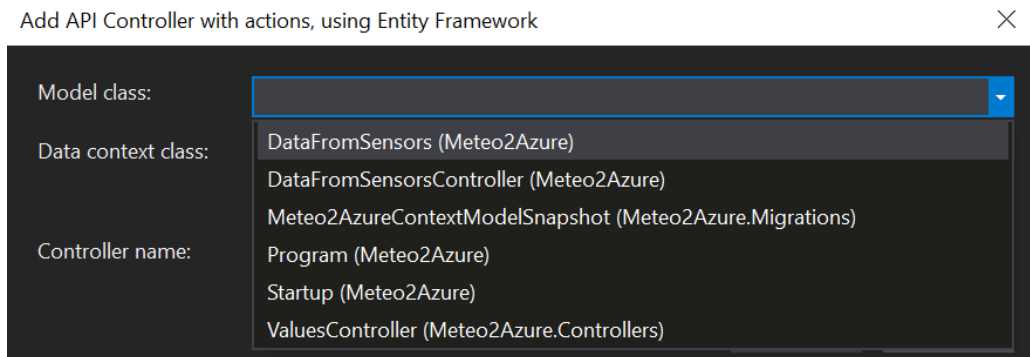 Add API Controller with actions, using Entity Framework
Model class:
DataFromSensors (Meteo2Azure)
Data context class:
DataFromSensorsController (Meteo2Azure)
Meteo2AzureContextModelSnapshot (Meteo2Azure.Migrations)
Controller name:
Program (Meteo2Azure)
Startup (Meteo2Azure)
ValuesController (Meteo2Azure.Controllers)